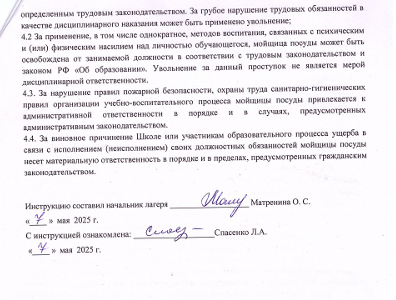 определенным трудовым законодательством. За грубое нарушение трудовых обязанностей в
качестве дисциплинарного наказания может быть применено увольнение;
4.2 За применение, в том числе однократное, методов воспитания, связанных с психическим
и (или) физическим насилием над личностью обучающегося, мойщица посуды может быть
освобождена от занимаемой должности в соответствии с трудовым законодательством и
законом РФ «Об образовании». Увольнение за данный проступок не является мерой
дисциплинарной ответственности.
4.3. За нарушение правил пожарной безопасности, охраны труда санитарно-гигиенических
правил организации учебно-воспитательного процесса мойщицы посуды привлекается к
административной ответственности в порядке и в случаях, предусмотренных
административным законодательством.
4.4. За виновное причинение Школе или участникам образовательного процесса ущерба в
связи с исполнением (неисполнением) своих должностных обязанностей мойщицы посуды
несет материальную ответственность в порядке и в пределах, предусмотренных гражданским
законодательством.
Инструкцию составил начальник лагеря Матренина О. С.
« 7 » мая 2025 г.
С инструкцией ознакомлена: Спасенко Л.А.
« 7 » мая 2025 г.